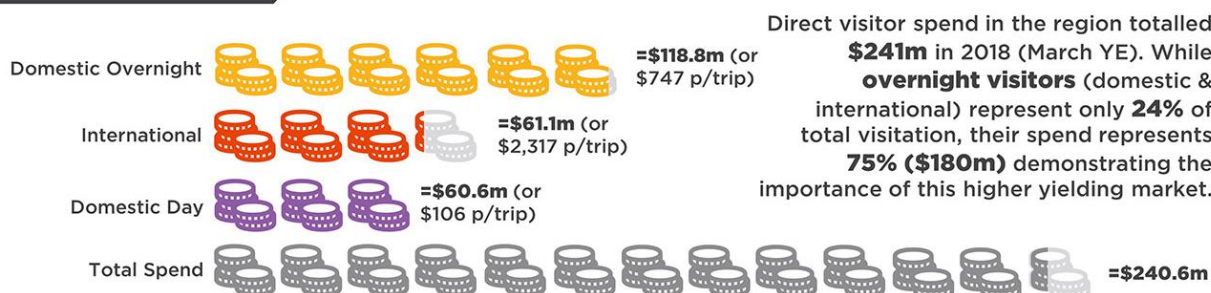 Domestic Overnight
=$118.8m (or
$747 p/trip)
International
=$61.1m (or
$2,317 p/trip)
Domestic Day
=$60.6m (or
$106 p/trip)
Total Spend
=$240.6m
Direct visitor spend in the region totalled
$241m in 2018 (March YE). While
overnight visitors (domestic &
international) represent only 24% of
total visitation, their spend represents
75% ($180m) demonstrating the
importance of this higher yielding market.